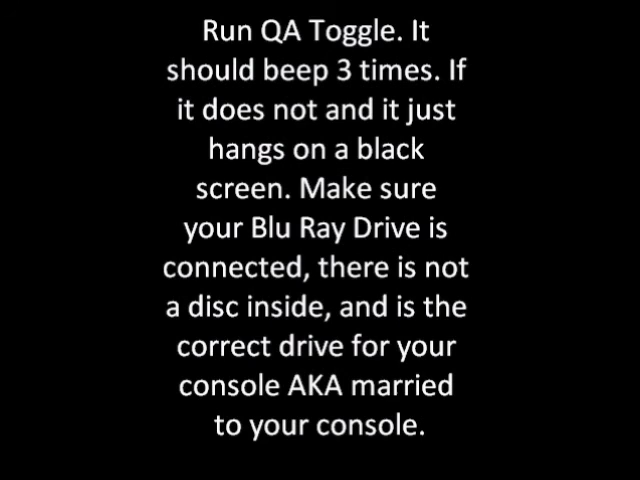 Run QA Toggle. It
should beep 3 times. If
it does not and it just
hangs on a black
screen. Make sure
your Blu Ray Drive is
connected, there is not
a disc inside, and is the
correct drive for your
console AKA married
to your console.